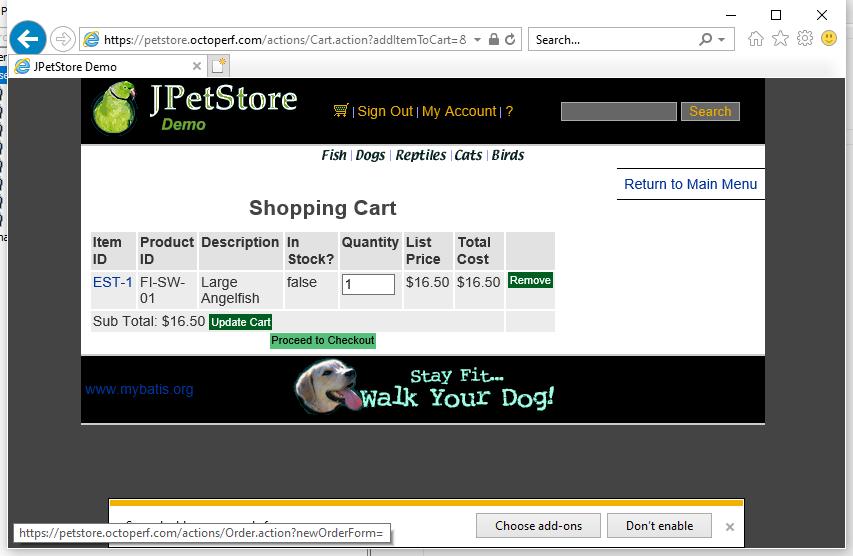 https://petstore.octoperf.com/actions/Cart.action?addItemToCart=&
Search...
JPetStore Demo
JPetStore
Demo
| Sign Out | My Account | ?
Search
Fish | Dogs | Reptiles | Cats | Birds
Return to Main Menu
Shopping Cart
Item ID Product ID Description In Stock? Quantity List Price Total Cost
EST-1 FI-SW-01 Large Angelfish false 1 $16.50 $16.50 Remove
Sub Total: $16.50 Update Cart
Proceed to Checkout
www.mybatis.org
Stay Fit...
Walk Your Dog!
Choose add-ons
Don't enable
https://petstore.octoperf.com/actions/Order.action?newOrderForm=